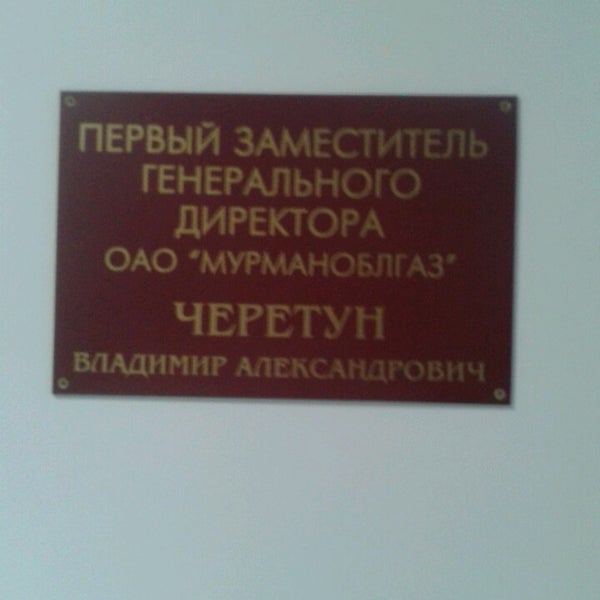 ПЕРВЫЙ ЗАМЕСТИТЕЛЬ
ГЕНЕРАЛЬНОГО
ДИРЕКТОРА
ОАО "МУРМАНОБЛГАЗ"
ЧЕРЕТУН
ВЛАДИМИР АЛЕКСАНДРОВИЧ